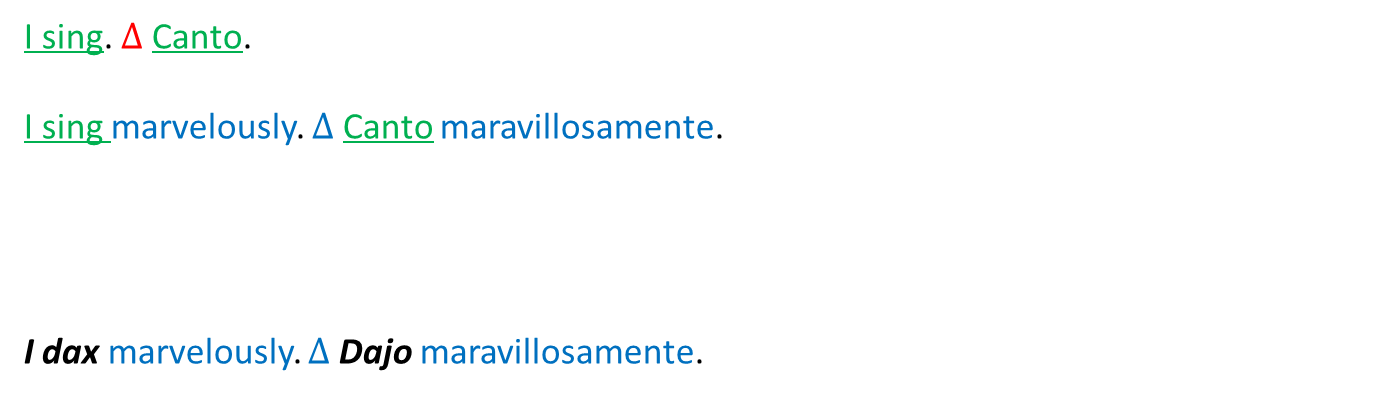 I sing. Δ Canto.
I sing marvelously. Δ Canto maravillosamente.
I dax marvelously. Δ Dajo maravillosamente.